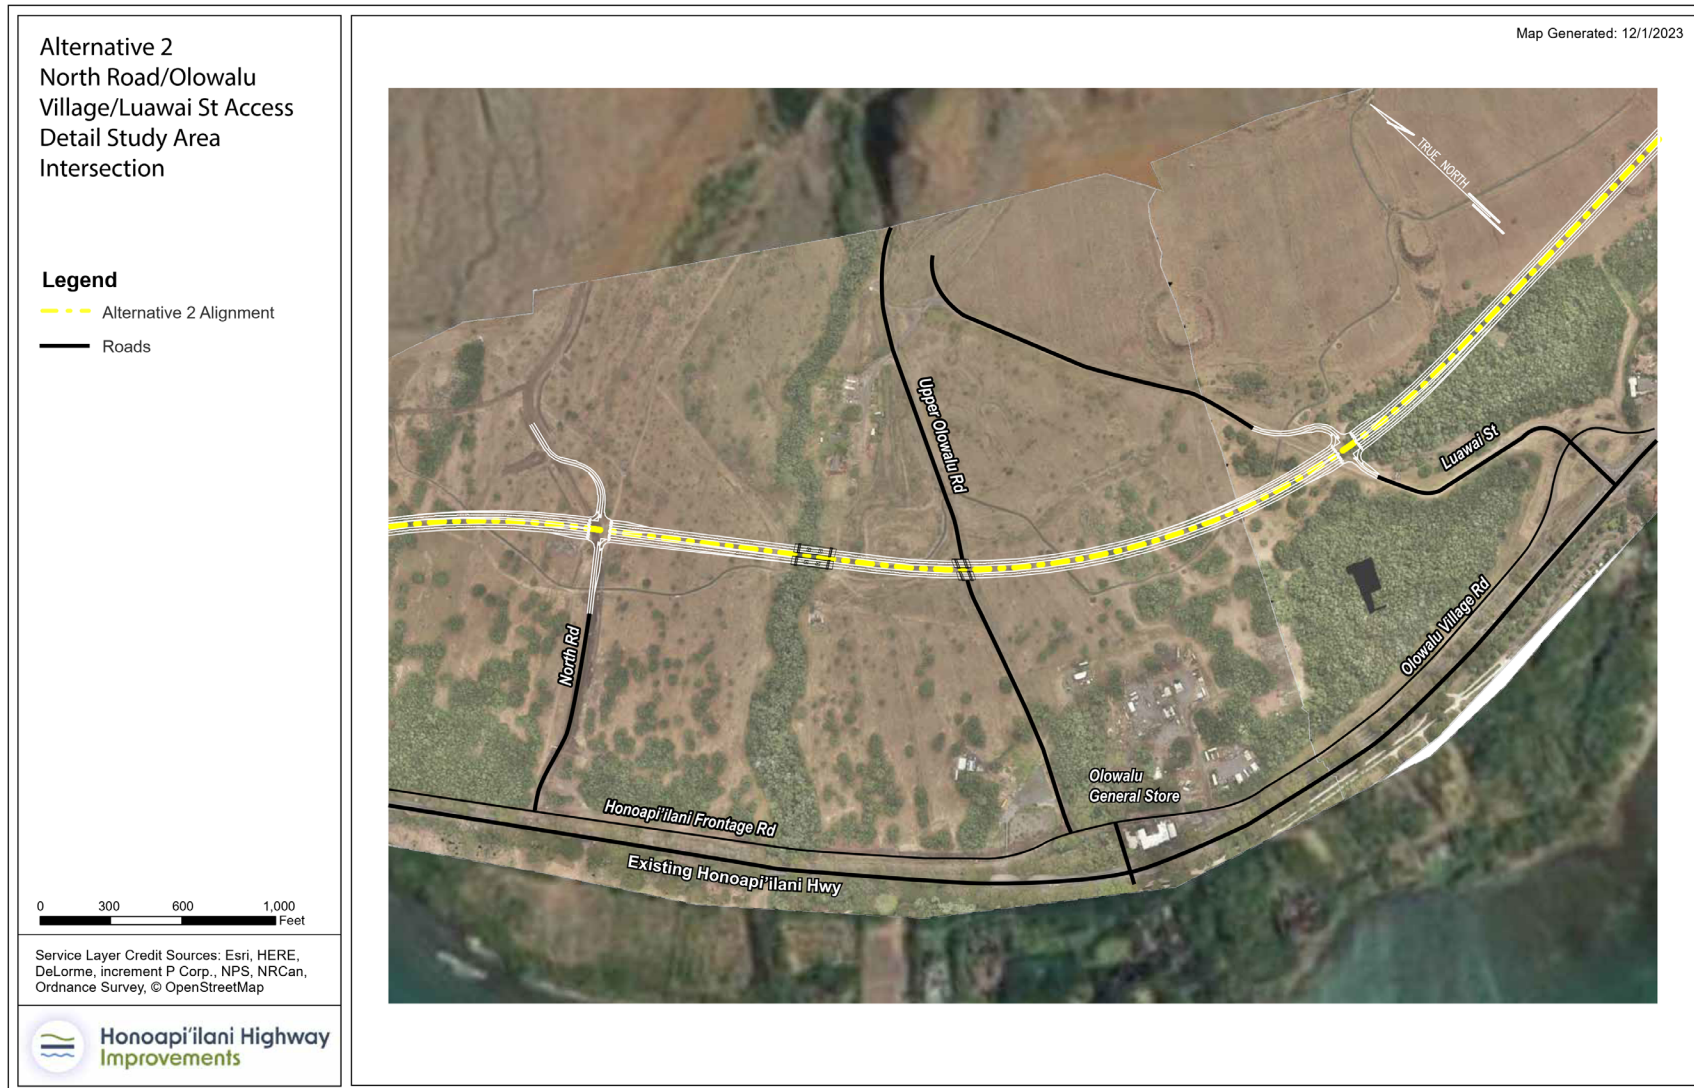 Alternative 2
North Road/Olowalu
Village/Luawai St Access
Detail Study Area
Intersection
Legend
Alternative 2 Alignment
Roads
0 300 600 1,000
Feet
Service Layer Credit Sources: Esri, HERE,
DeLorme, increment P Corp., NPS, NRCan,
Ordnance Survey, © OpenStreetMap
Honoapiʻilani Highway
Improvements
Map Generated: 12/1/2023
TRUE NORTH
Upper Olowalu Rd
Luawai St
Olowalu Village Rd
North Rd
Olowalu
General Store
Honoapi'ilani Frontage Rd
Existing Honoapi'ilani Hwy